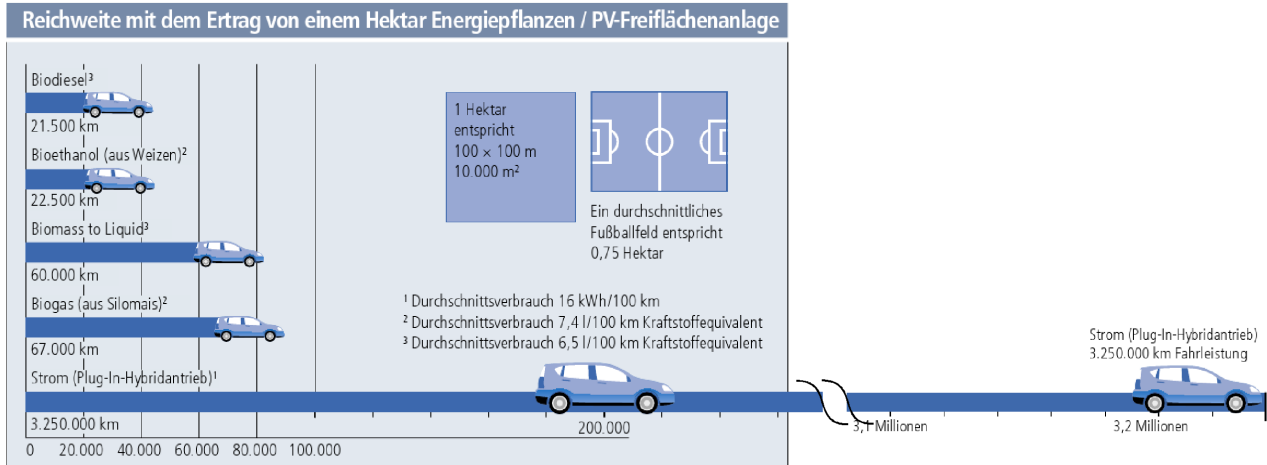 Reichweite mit dem Ertrag von einem Hektar Energiepflanzen / PV-Freiflächenanlage
Biodiesel³
21.500 km
Bioethanol (aus Weizen)²
22.500 km
Biomass to Liquid³
60.000 km
Biogas (aus Silomais)²
67.000 km
Strom (Plug-In-Hybridantrieb)¹
3.250.000 km
0 20.000 40.000 60.000 80.000 100.000
200.000
1 Hektar
entspricht
100 × 100 m
10.000 m²
Ein durchschnittliches
Fußballfeld entspricht
0,75 Hektar
¹ Durchschnittsverbrauch 16 kWh/100 km
² Durchschnittsverbrauch 7,4 l/100 km Kraftstoffequivalent
³ Durchschnittsverbrauch 6,5 l/100 km Kraftstoffequivalent
Strom (Plug-In-Hybridantrieb)
3.250.000 km Fahrleistung
3,1 Millionen
3,2 Millionen